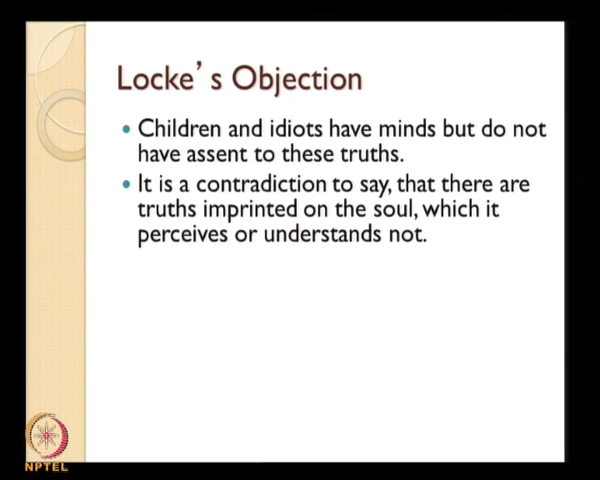 Locke’ s Objection
• Children and idiots have minds but do not
have assent to these truths.
• It is a contradiction to say, that there are
truths imprinted on the soul, which it
perceives or understands not.
NPTEL